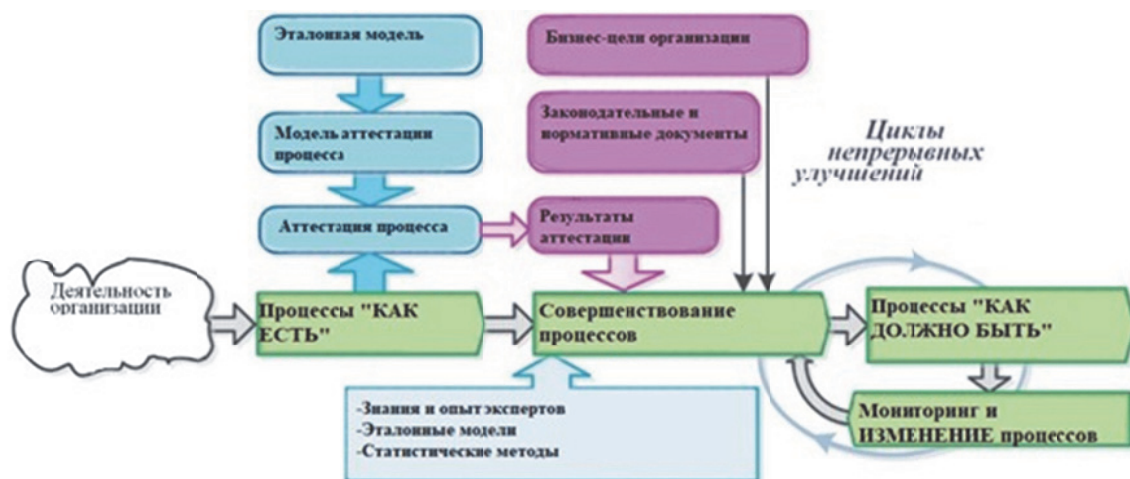 Эталонная модель
Бизнес-цели организации
Модель аттестации
процесса
Законодательные и
нормативные документы
Циклы
непрерывных
улучшений
Аттестация процесса
Результаты
аттестации
Деятельность
организации
Процессы "КАК
ЕСТЬ"
Совершенствование
процессов
Процессы "КАК
ДОЛЖНО БЫТЬ"
-Знания и опыт экспертов
-Эталонные модели
-Статистические методы
Мониторинг и
ИЗМЕНЕНИЕ процессов